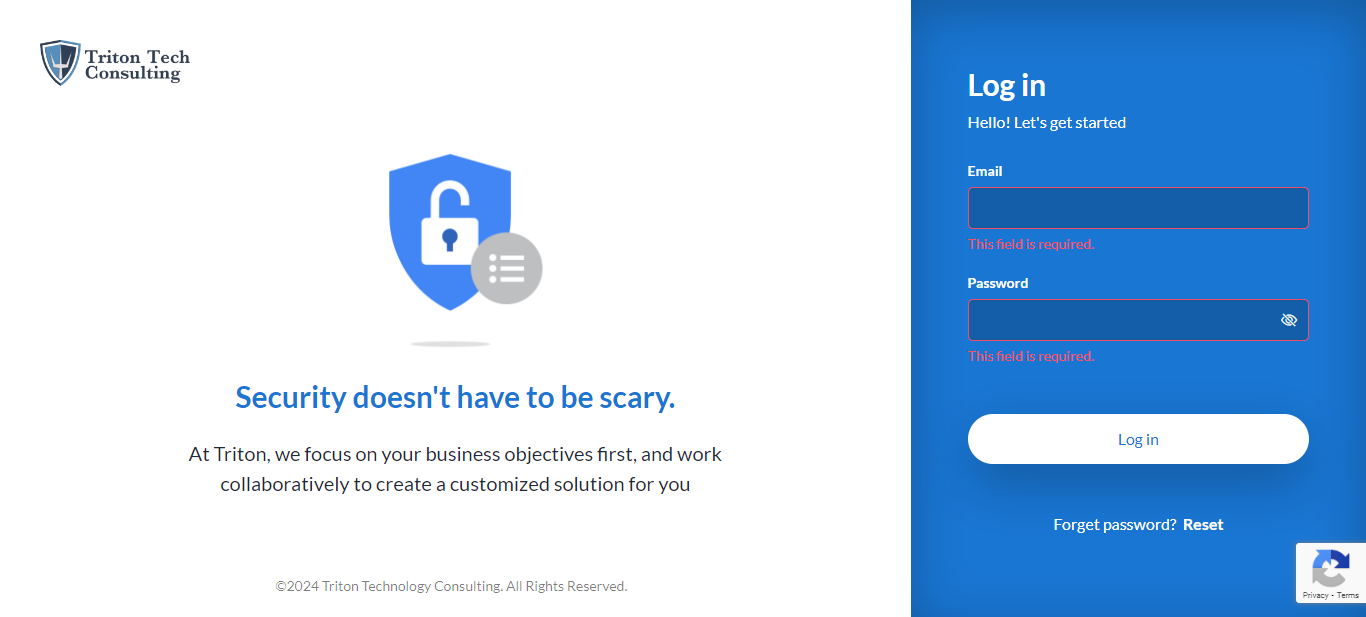 Triton Tech
Consulting
Security doesn't have to be scary.
At Triton, we focus on your business objectives first, and work
collaboratively to create a customized solution for you
©2024 Triton Technology Consulting. All Rights Reserved.
Log in
Hello! Let's get started
Email
This field is required.
Password
This field is required.
Log in
Forget password? Reset
Privacy - Terms